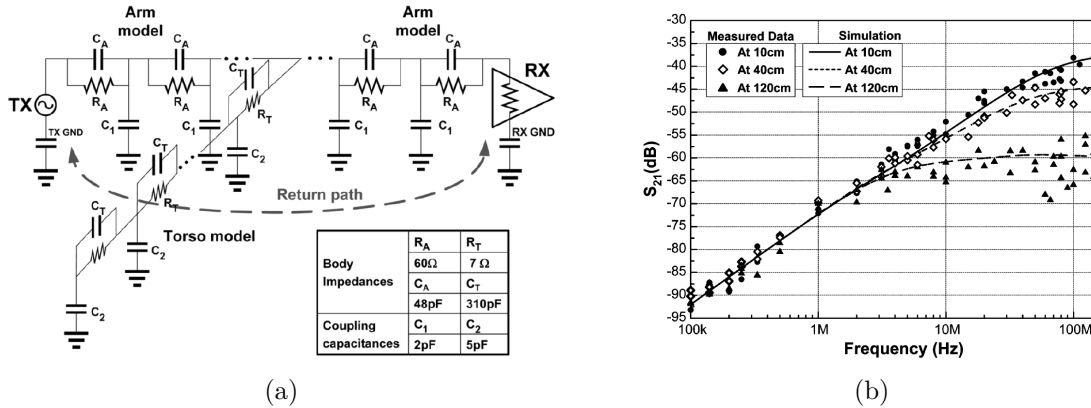 Arm
model
Arm
model
C_A
C_A
C_A
C_A
R_A
R_A
R_A
R_A
C_T
R_T
TX
RX
TX GND
RX GND
C_1
C_1
C_1
C_1
C_2
C_T
R_T
Return path
C_T
R_T
Torso model
C_2
C_2
R_A R_T
Body Impedances 60Ω 7 Ω
C_A C_T
48pF 310pF
Coupling capacitances C_1 C_2
2pF 5pF
(a)
Measured Data Simulation
At 10cm At 10cm
At 40cm At 40cm
At 120cm At 120cm
S_21(dB)
-30
-35
-40
-45
-50
-55
-60
-65
-70
-75
-80
-85
-90
-95
100k 1M 10M 100M
Frequency (Hz)
(b)